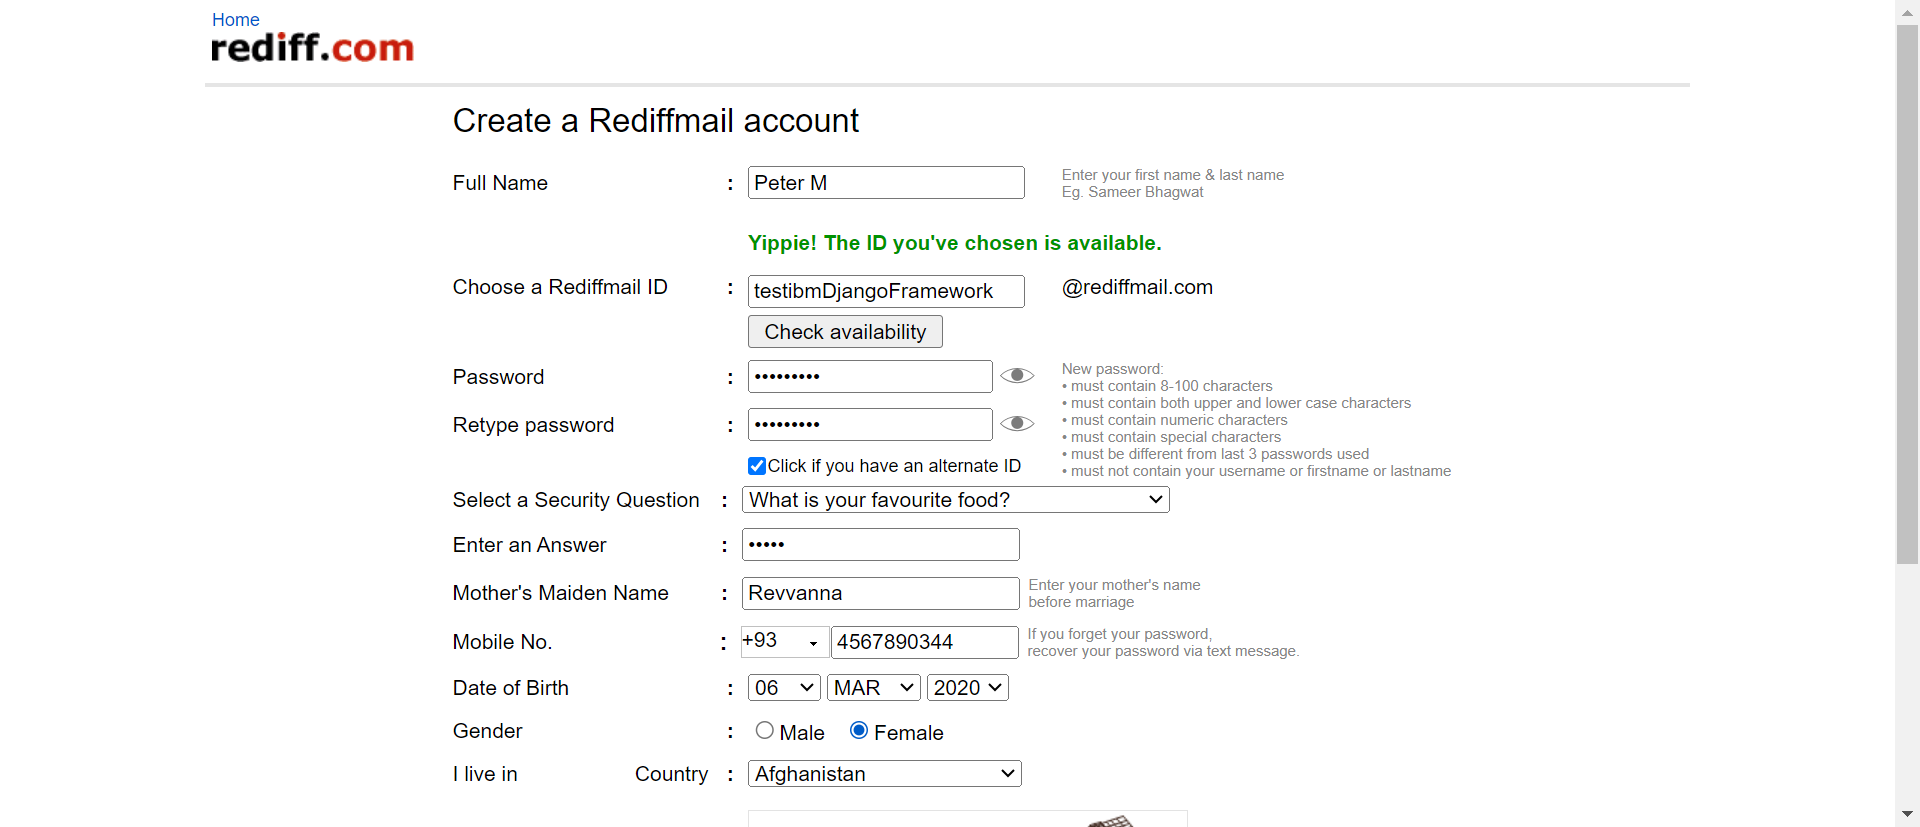 Home
rediff.com
Create a Rediffmail account
Full Name : Peter M
Enter your first name & last name
Eg. Sameer Bhagwat
Yippie! The ID you've chosen is available.
Choose a Rediffmail ID : testibmDjangoFramework @rediffmail.com
Check availability
Password : •••••••••
Retype password : •••••••••
New password:
• must contain 8-100 characters
• must contain both upper and lower case characters
• must contain numeric characters
• must contain special characters
• must be different from last 3 passwords used
• must not contain your username or firstname or lastname
Click if you have an alternate ID
Select a Security Question : What is your favourite food?
Enter an Answer : •••••
Mother's Maiden Name : Revvanna
Enter your mother's name
before marriage
Mobile No. : +93 4567890344
If you forget your password,
recover your password via text message.
Date of Birth : 06 MAR 2020
Gender : Male Female
I live in Country : Afghanistan